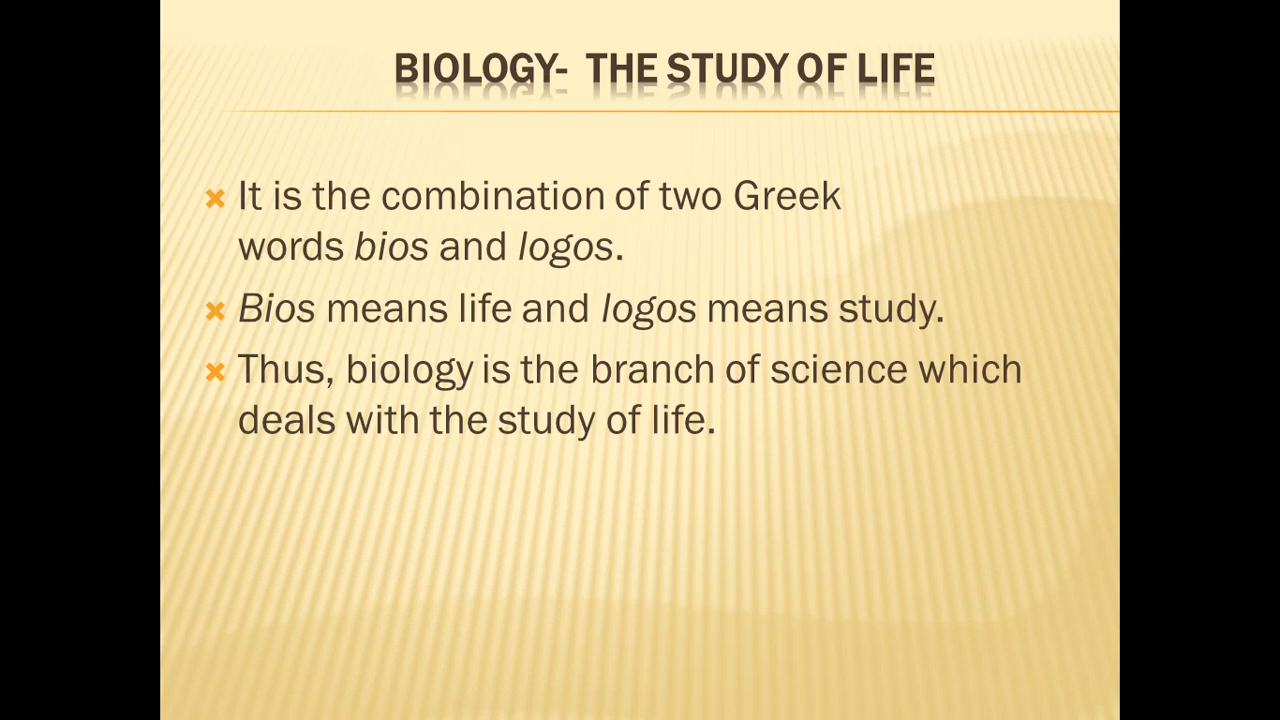 BIOLOGY- THE STUDY OF LIFE
It is the combination of two Greek
words bios and logos.
Bios means life and logos means study.
Thus, biology is the branch of science which
deals with the study of life.